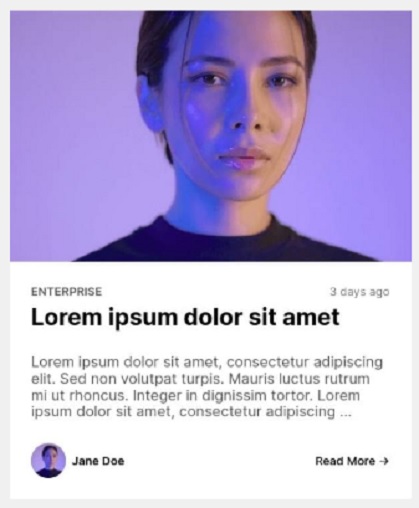 ENTERPRISE
3 days ago
Lorem ipsum dolor sit amet
Lorem ipsum dolor sit amet, consectetur adipiscing
elit. Sed non volutpat turpis. Mauris luctus rutrum
mi ut rhoncus. Integer in dignissim tortor. Lorem
ipsum dolor sit amet, consectetur adipiscing ...
Jane Doe
Read More →